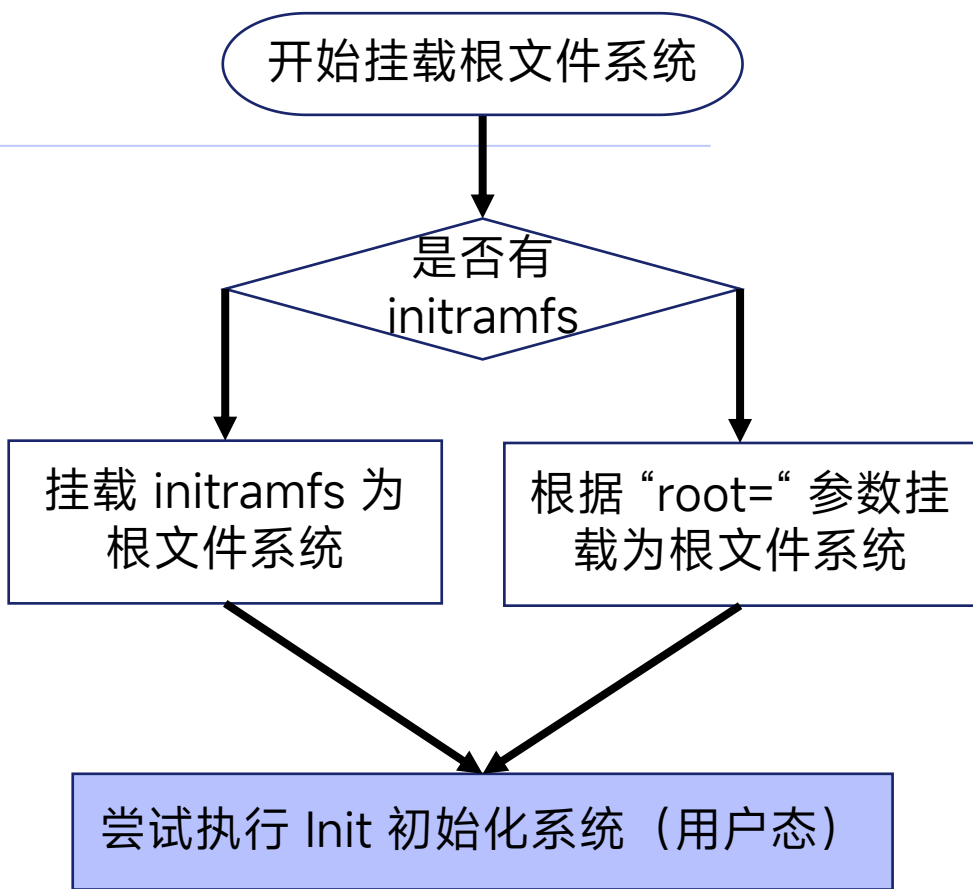 开始挂载根文件系统
是否有
initramfs
挂载 initramfs 为
根文件系统
根据 “root=“ 参数挂
载为根文件系统
尝试执行 Init 初始化系统（用户态）